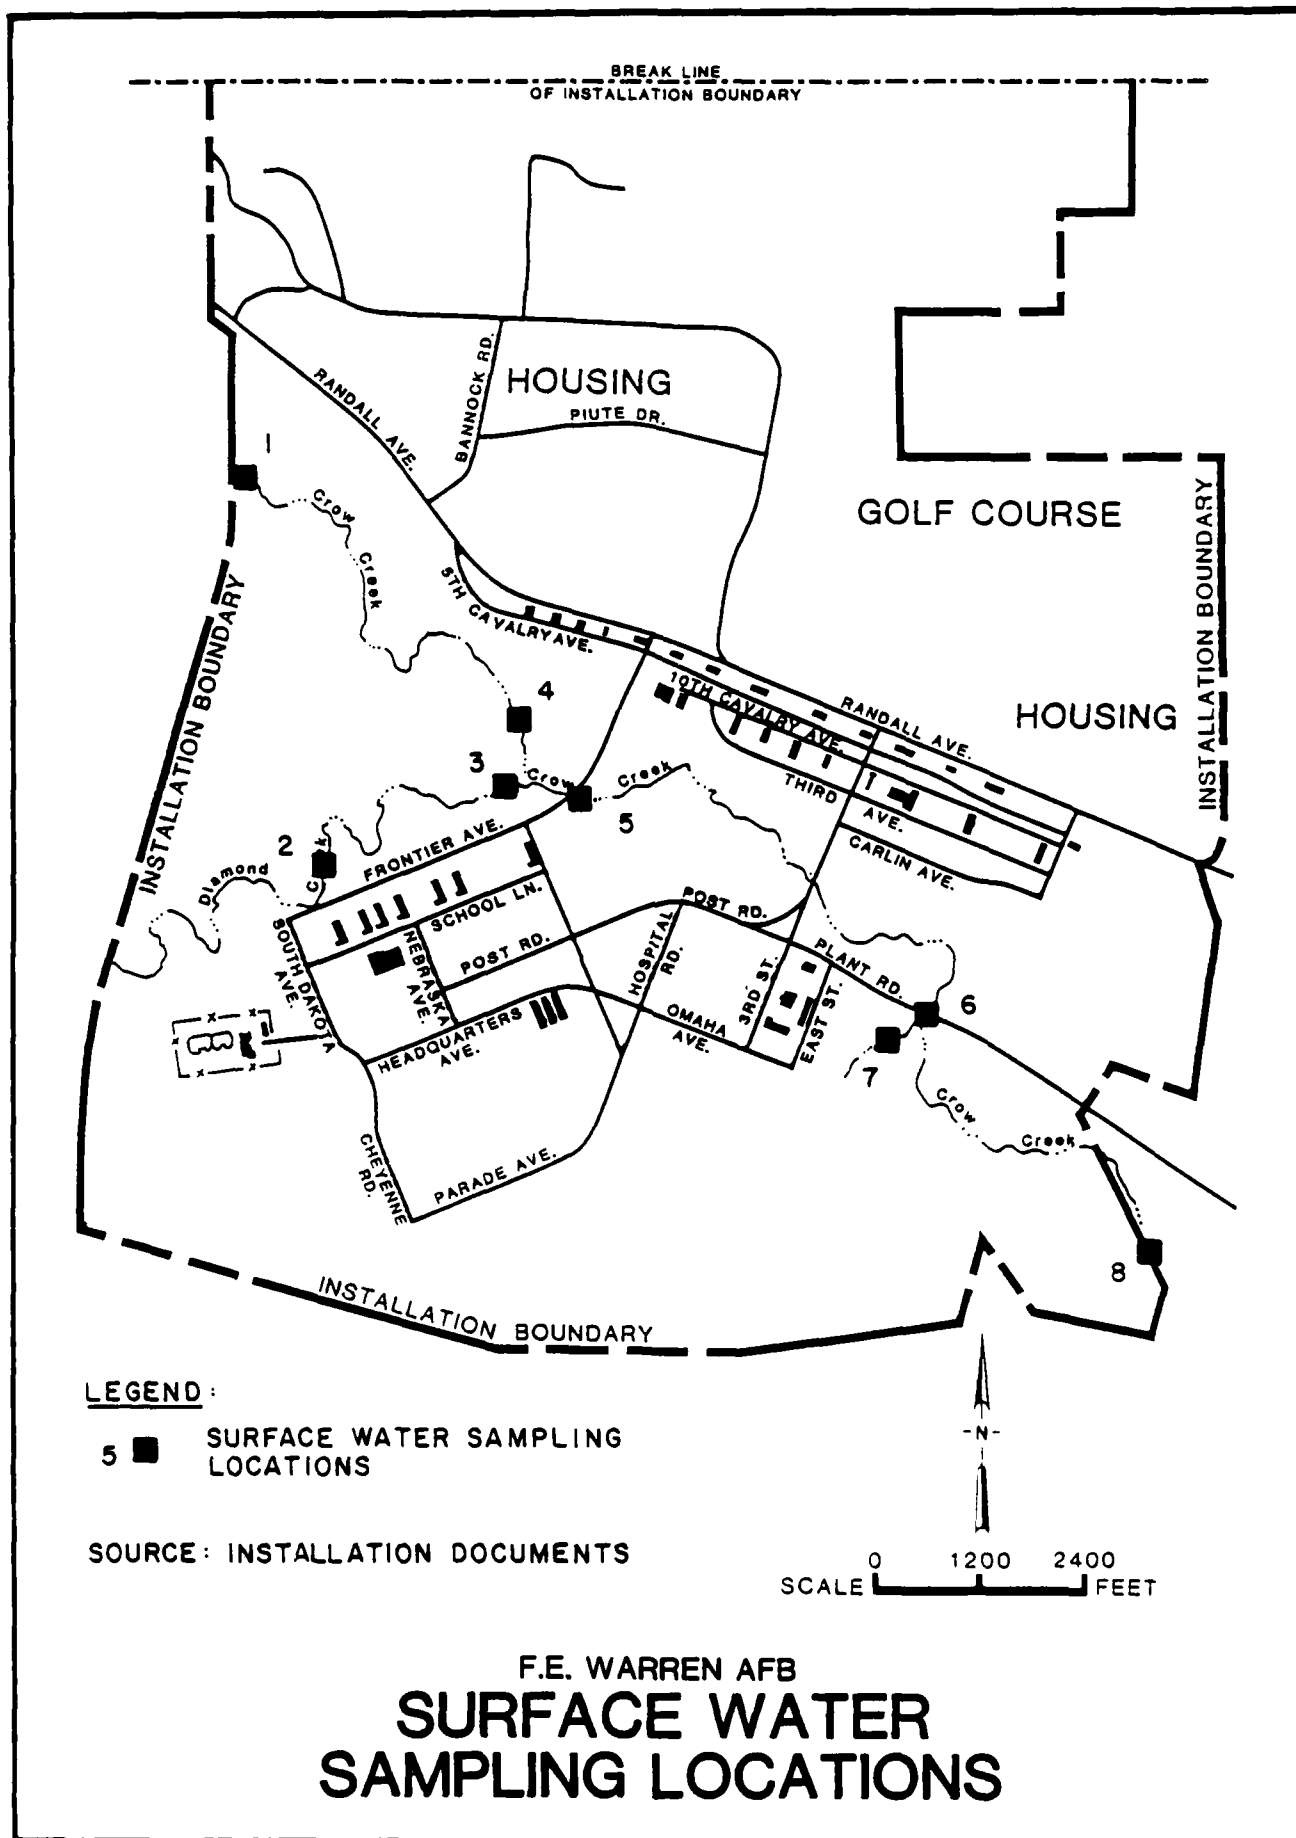 BREAK LINE
OF INSTALLATION BOUNDARY
RANDALL AVE.
BANNOCK RD.
HOUSING
PIUTE DR.
1
Crow
Creek
GOLF COURSE
INSTALLATION BOUNDARY
INSTALLATION BOUNDARY
5TH CAVALRY AVE.
4
10TH CAVALRY AVE.
RANDALL AVE.
HOUSING
3
Crow
Creek
THIRD
AVE.
5
CARLIN AVE.
2
Diamond
FRONTIER AVE.
SCHOOL LN.
SOUTH DAKOTA
AVE.
NEBRASKA
AVE.
POST RD.
POST RD.
HOSPITAL
RD.
PLANT RD.
3RD ST.
EAST ST.
OMAHA
AVE.
HEADQUARTERS
AVE.
6
7
Crow
Creek
CHEYENNE
RD.
PARADE AVE.
8
INSTALLATION BOUNDARY
LEGEND:
5 SURFACE WATER SAMPLING
LOCATIONS
-N-
SOURCE: INSTALLATION DOCUMENTS
0 1200 2400
SCALE FEET
F.E. WARREN AFB
SURFACE WATER
SAMPLING LOCATIONS